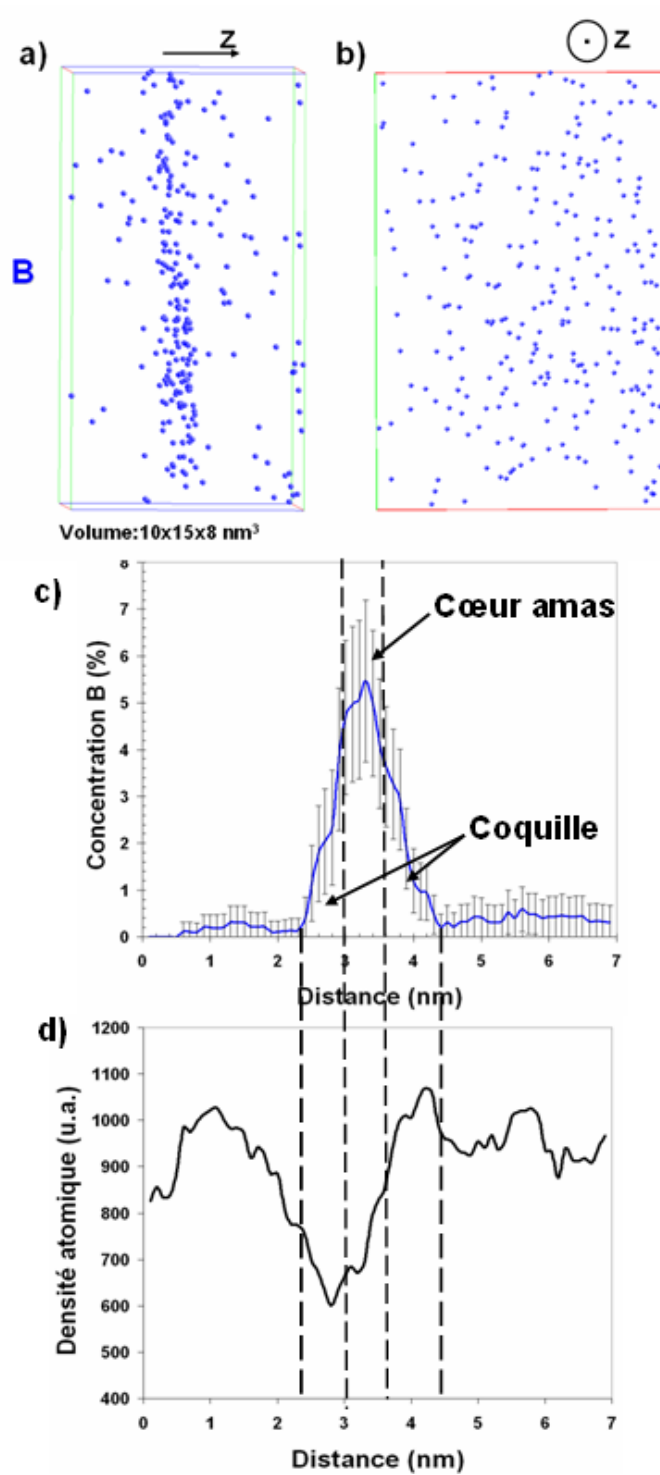 a)
Z
b)
Z
B
Volume:10x15x8 nm³
c)
8
7
6
5
4
3
2
1
0
Concentration B (%)
Cœur amas
Coquille
0 1 2 3 4 5 6 7
Distance (nm)
d)
1200
1100
1000
900
800
700
600
500
400
Densité atomique (u.a.)
0 1 2 3 4 5 6 7
Distance (nm)